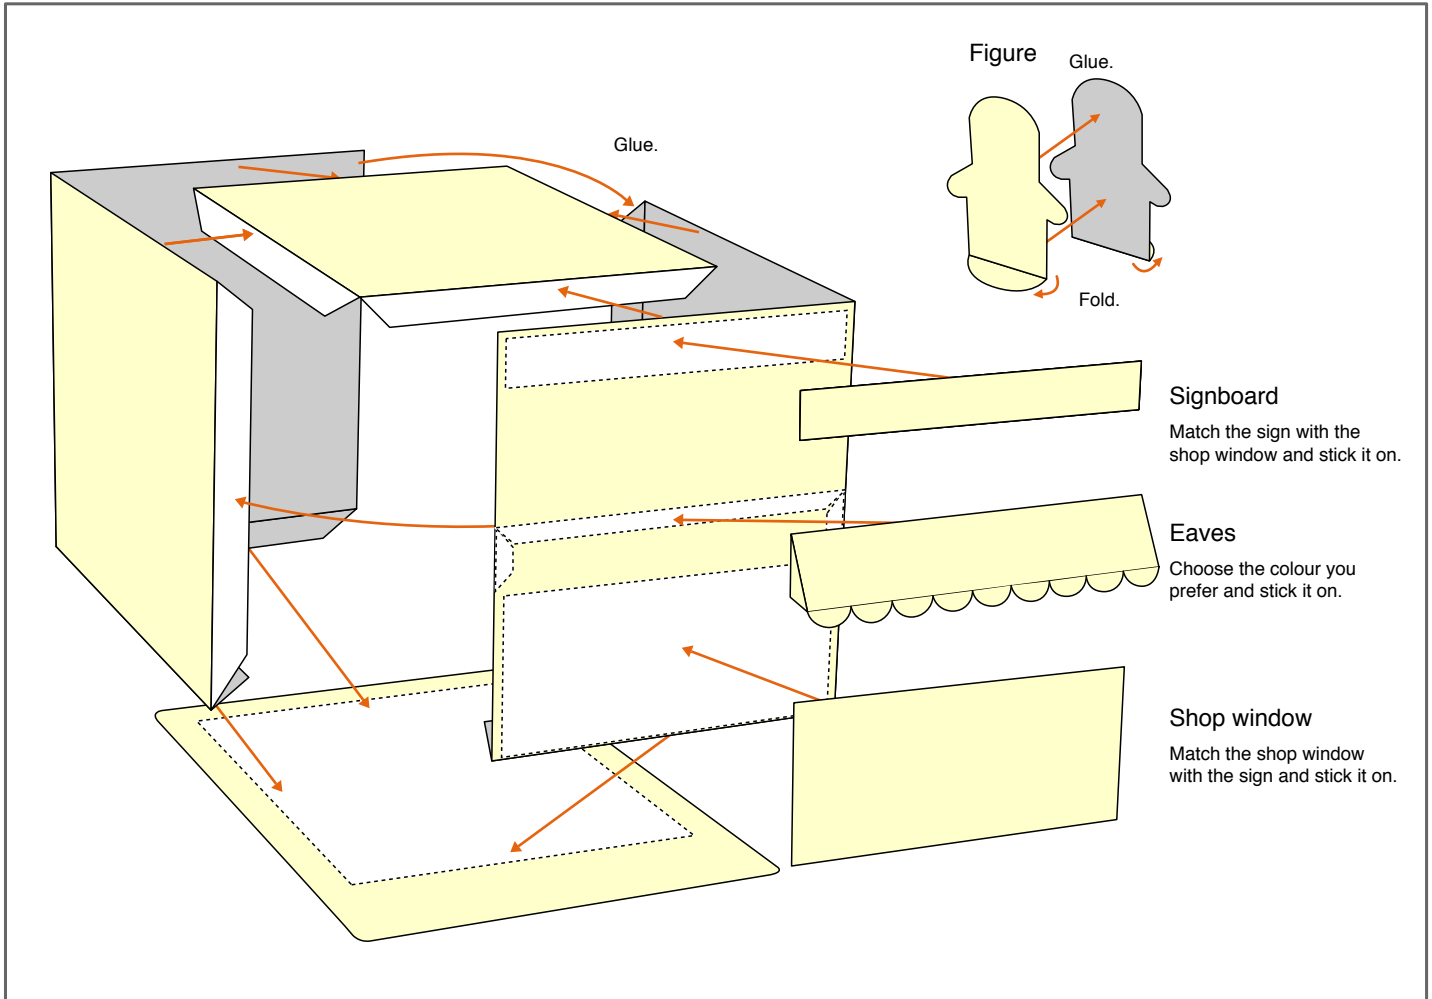 Figure
Glue.
Glue.
Fold.
Signboard
Match the sign with the
shop window and stick it on.
Eaves
Choose the colour you
prefer and stick it on.
Shop window
Match the shop window
with the sign and stick it on.